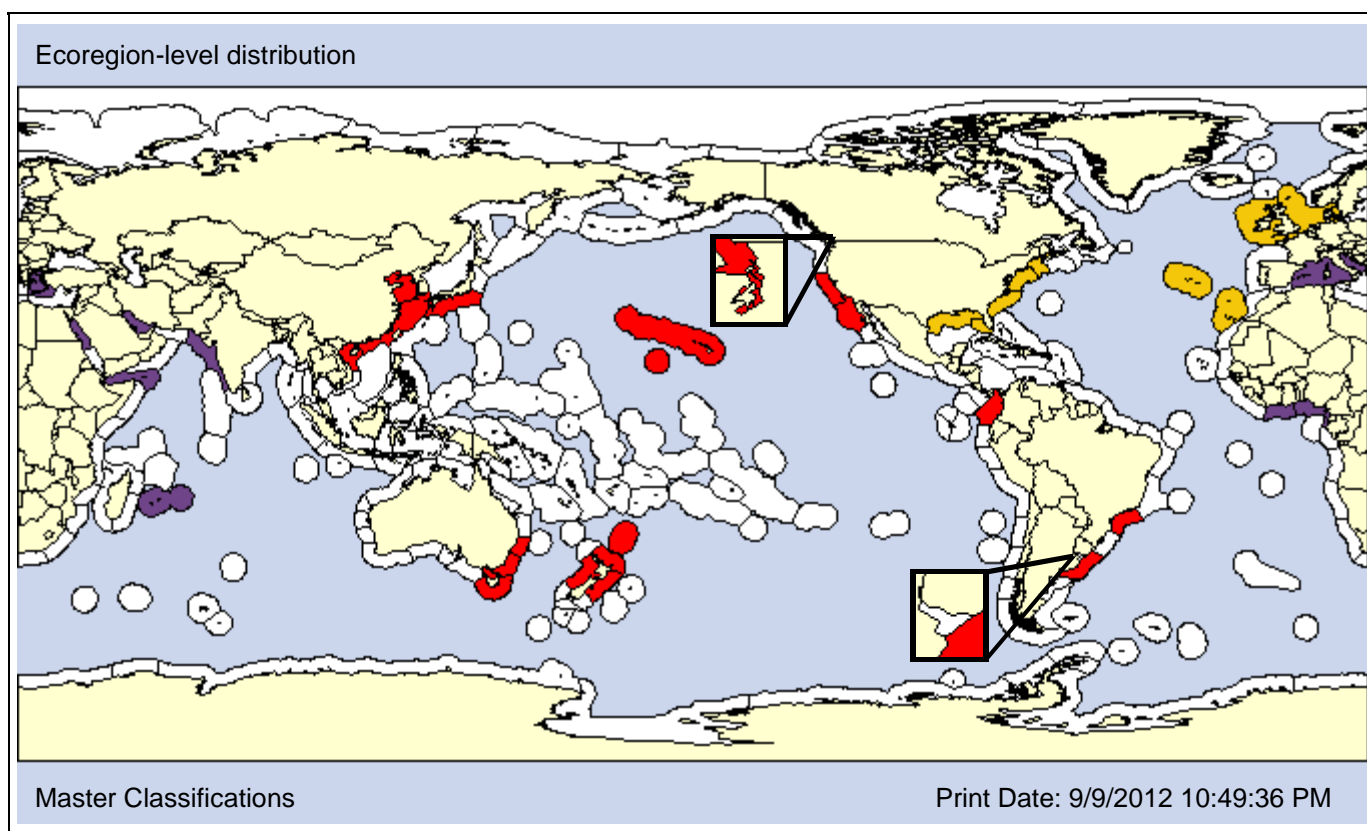 Ecoregion-level distribution
Master Classifications
Print Date: 9/9/2012 10:49:36 PM